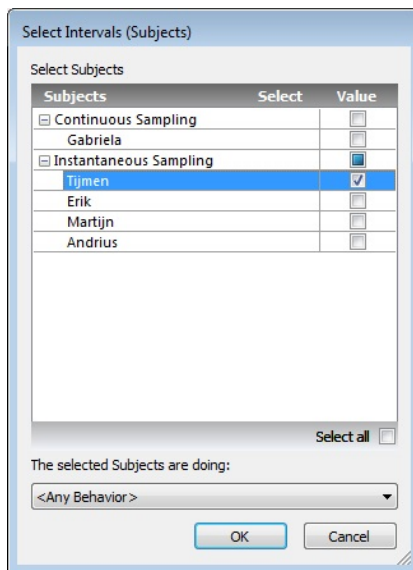 Select Intervals (Subjects)
Select Subjects
Subjects Select Value
Continuous Sampling
Gabriela
Instantaneous Sampling
Tijmen
Erik
Martijn
Andrius
Select all
The selected Subjects are doing:
<Any Behavior>
OK Cancel